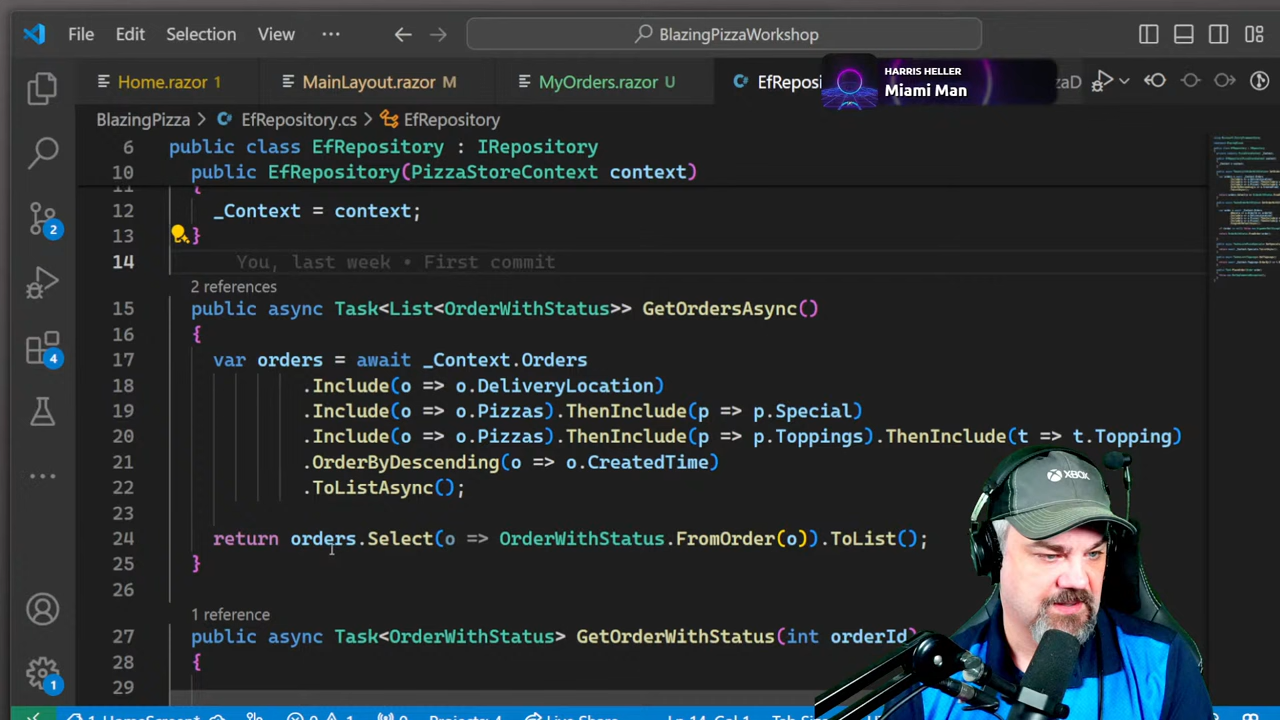 File Edit Selection View ··· BlazingPizzaWorkshop
Home.razor 1 MainLayout.razor M MyOrders.razor U EfReposi
HARRIS HELLER
Miami Man
BlazingPizza > EfRepository.cs > EfRepository
6 public class EfRepository : IRepository
10 public EfRepository(PizzaStoreContext context)
11 {
12 _Context = context;
13 }
14 You, last week • First commit
2 references
15 public async Task<List<OrderWithStatus>> GetOrdersAsync()
16 {
17 var orders = await _Context.Orders
18 .Include(o => o.DeliveryLocation)
19 .Include(o => o.Pizzas).ThenInclude(p => p.Special)
20 .Include(o => o.Pizzas).ThenInclude(p => p.Toppings).ThenInclude(t => t.Topping)
21 .OrderByDescending(o => o.CreatedTime)
22 .ToListAsync();
23
24 return orders.Select(o => OrderWithStatus.FromOrder(o)).ToList();
25 }
26
1 reference
27 public async Task<OrderWithStatus> GetOrderWithStatus(int orderId)
28 {
29
2
4
1
XBOX